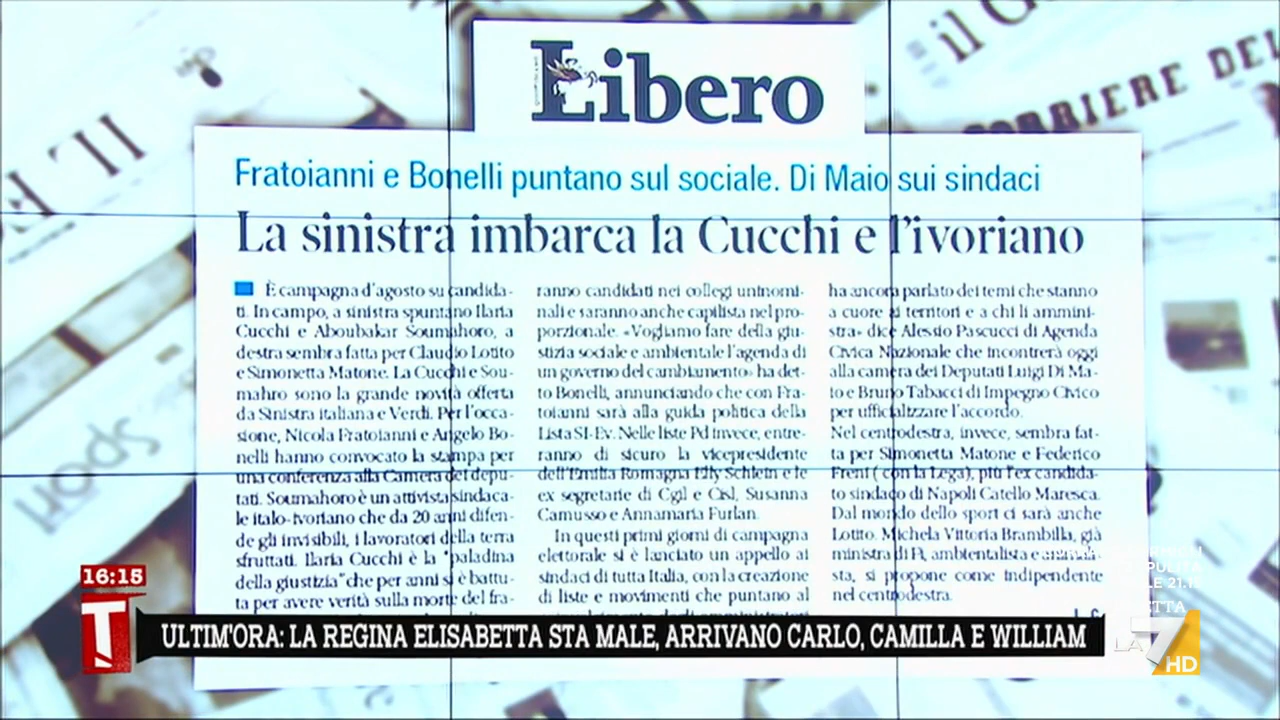 Libero
il G
CORRIERE DEL
IL F
Sport
Fratoianni e Bonelli puntano sul sociale. Di Maio sui sindaci
La sinistra imbarca la Cucchi e l'ivoriano
È campagna d'agosto su candida-
ti. In campo, a sinistra spuntano Ilaria
Cucchi e Aboubakar Soumahoro, a
destra sembra fatta per Claudio Lotito
e Simonetta Matone. La Cucchi e Sou-
mahro sono la grande novità offerta
da Sinistra italiana e Verdi. Per l'occa-
sione, Nicola Fratoianni e Angelo Bo-
nelli hanno convocato la stampa per
una conferenza alla Camera dei depu-
tati. Soumahoro è un attivista sindaca-
le italo-ivoriano che da 20 anni difen-
de gli invisibili, i lavoratori della terra
sfruttati. Ilaria Cucchi è la "paladina
della giustizia" che per anni si è battu-
ta per avere verità sulla morte del fra-
ranno candidati nei collegi uninomi-
nali e saranno anche capilista nel pro-
porzionale. «Vogliamo fare della giu-
stizia sociale e ambientale l'agenda di
un governo del cambiamento» ha det-
to Bonelli, annunciando che con Fra-
toianni sarà alla guida politica della
Lista SI-Ev. Nelle liste Pd invece, entre-
ranno di sicuro la vicepresidente
dell'Emilia Romagna Elly Schlein e le
ex segretarie di Cgil e Cisl, Susanna
Camusso e Annamaria Furlan.
In questi primi giorni di campagna
elettorale si è lanciato un appello ai
sindaci di tutta Italia, con la creazione
di liste e movimenti che puntano al
ha ancora parlato dei temi che stanno
a cuore ai territori e a chi li ammini-
stra» dice Alessio Pascucci di Agenda
Civica Nazionale che incontrerà oggi
alla camera dei Deputati Luigi Di Ma-
io e Bruno Tabacci di Impegno Civico
per ufficializzare l'accordo.
Nel centrodestra, invece, sembra fat-
ta per Simonetta Matone e Federico
Freni ( con la Lega), più l'ex candida-
to sindaco di Napoli Catello Maresca.
Dal mondo dello sport ci sarà anche
Lotito. Michela Vittoria Brambilla, già
ministra di FI, ambientalista e
sta, si propone come indipendente
nel centrodestra.
16:15
T
ULTIM'ORA: LA REGINA ELISABETTA STA MALE, ARRIVANO CARLO, CAMILLA E WILLIAM
LA 7 HD